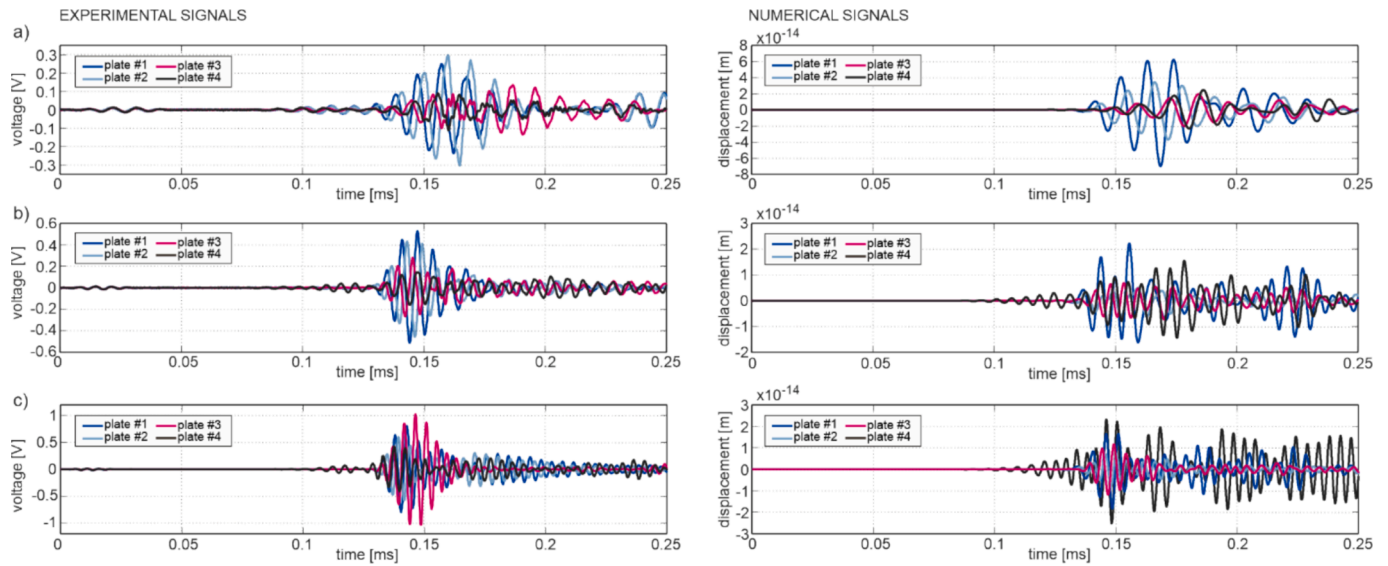 EXPERIMENTAL SIGNALS
NUMERICAL SIGNALS
a)
0.3
0.2
0.1
0
-0.1
-0.2
-0.3
voltage [V]
plate #1 plate #3
plate #2 plate #4
0 0.05 0.1 0.15 0.2 0.25
time [ms]
x10-14
8
6
4
2
0
-2
-4
-6
-8
displacement [m]
plate #1 plate #3
plate #2 plate #4
0 0.05 0.1 0.15 0.2 0.25
time [ms]
b)
0.6
0.4
0.2
0
-0.2
-0.4
-0.6
voltage [V]
plate #1 plate #3
plate #2 plate #4
0 0.05 0.1 0.15 0.2 0.25
time [ms]
x10-14
3
2
1
0
-1
-2
displacement [m]
plate #1 plate #3
plate #2 plate #4
0 0.05 0.1 0.15 0.2 0.25
time [ms]
c)
1
0.5
0
-0.5
-1
voltage [V]
plate #1 plate #3
plate #2 plate #4
0 0.05 0.1 0.15 0.2 0.25
time [ms]
x10-14
3
2
1
0
-1
-2
-3
displacement [m]
plate #1 plate #3
plate #2 plate #4
0 0.05 0.1 0.15 0.2 0.25
time [ms]